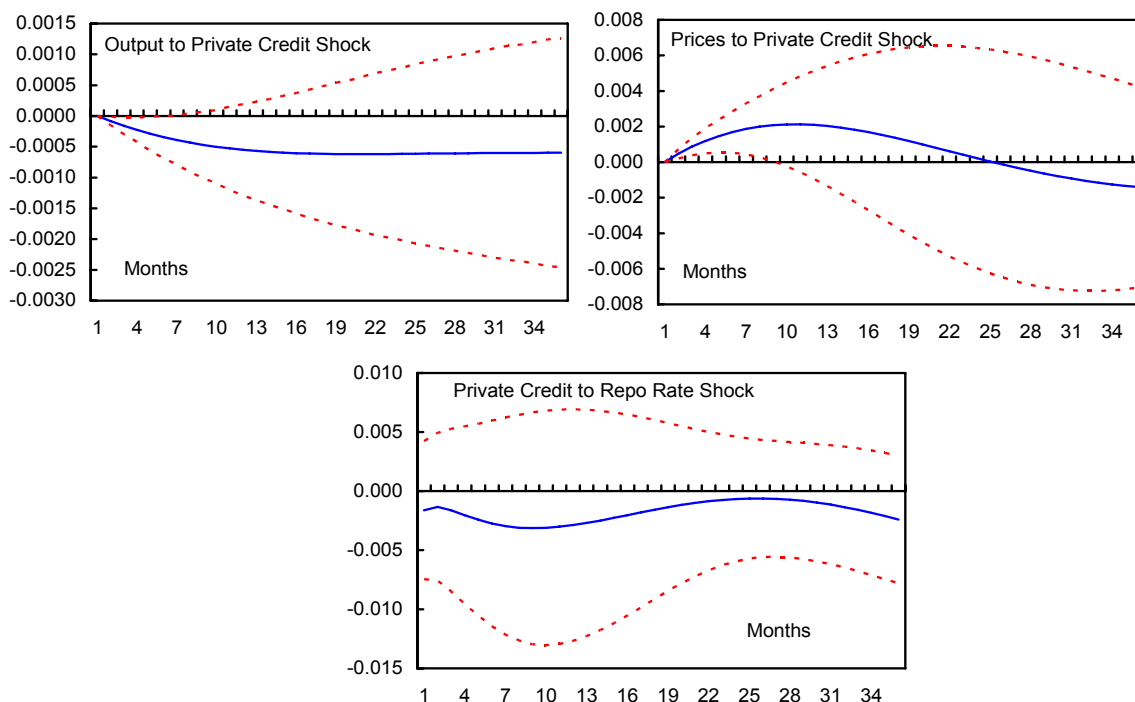 Output to Private Credit Shock
0.0015
0.0010
0.0005
0.0000
-0.0005
-0.0010
-0.0015
-0.0020
-0.0025
-0.0030
Months
1 4 7 10 13 16 19 22 25 28 31 34
Prices to Private Credit Shock
0.008
0.006
0.004
0.002
0.000
-0.002
-0.004
-0.006
-0.008
Months
1 4 7 10 13 16 19 22 25 28 31 34
Private Credit to Repo Rate Shock
0.010
0.005
0.000
-0.005
-0.010
-0.015
Months
1 4 7 10 13 16 19 22 25 28 31 34